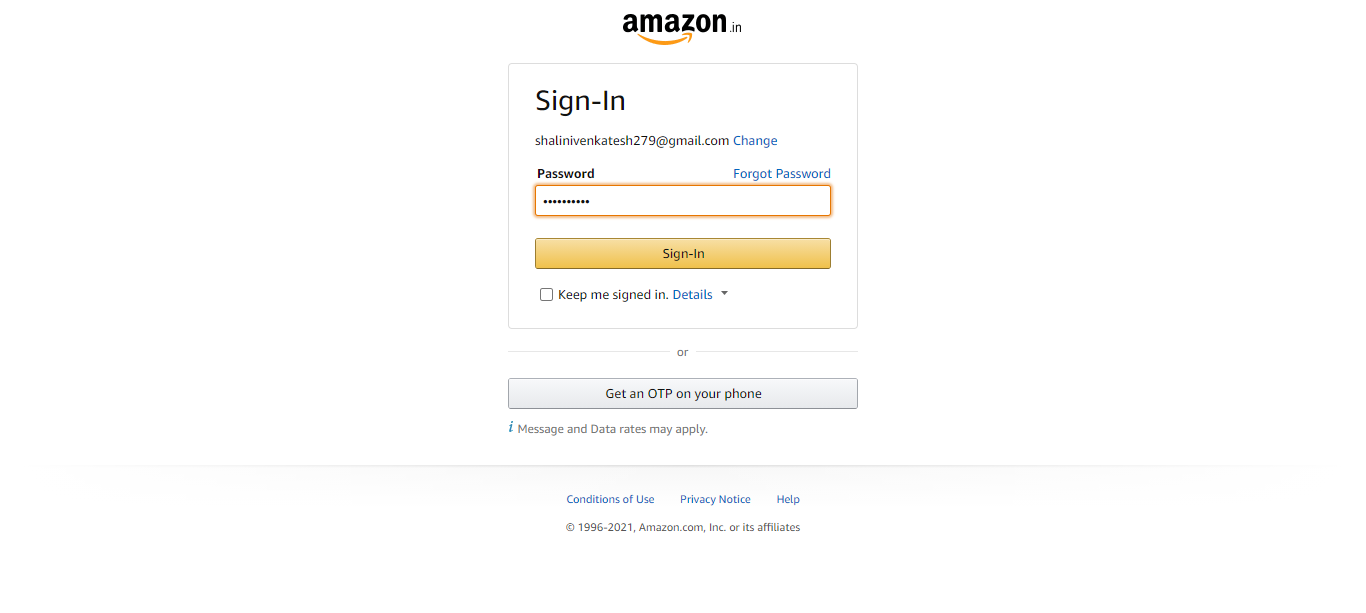 amazon.in
Sign-In
shalinivenkatesh279@gmail.com Change
Password Forgot Password
••••••••••
Sign-In
Keep me signed in. Details
or
Get an OTP on your phone
i Message and Data rates may apply.
Conditions of Use Privacy Notice Help
© 1996-2021, Amazon.com, Inc. or its affiliates